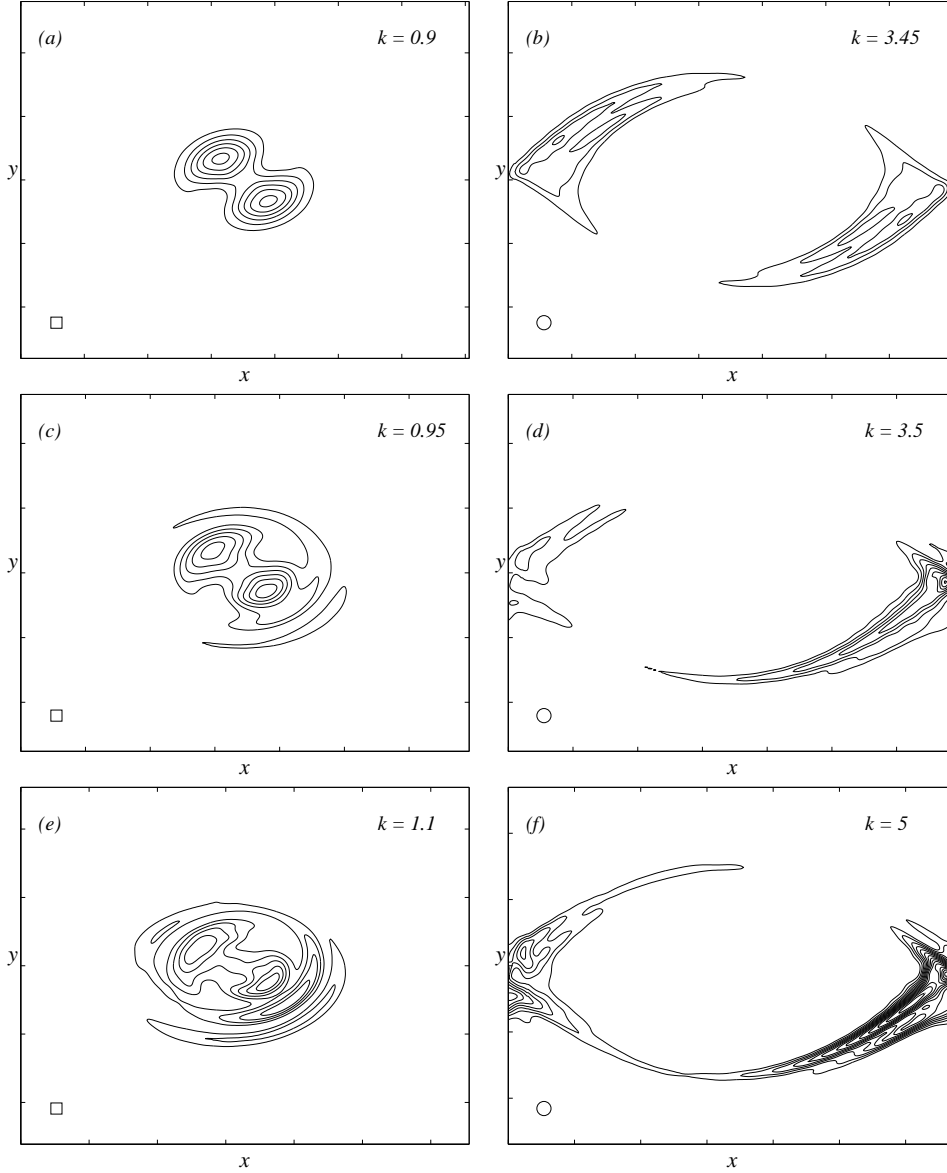 (a) k = 0.9
y
x
(b) k = 3.45
y
x
(c) k = 0.95
y
x
(d) k = 3.5
y
x
(e) k = 1.1
y
x
(f) k = 5
y
x